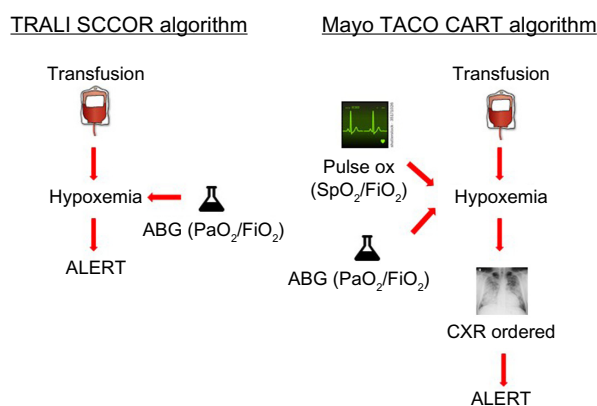 TRALI SCCOR algorithm
Transfusion
Hypoxemia
ABG (PaO₂/FiO₂)
ALERT
Mayo TACO CART algorithm
Transfusion
Pulse ox
(SpO₂/FiO₂)
Hypoxemia
ABG (PaO₂/FiO₂)
CXR ordered
ALERT